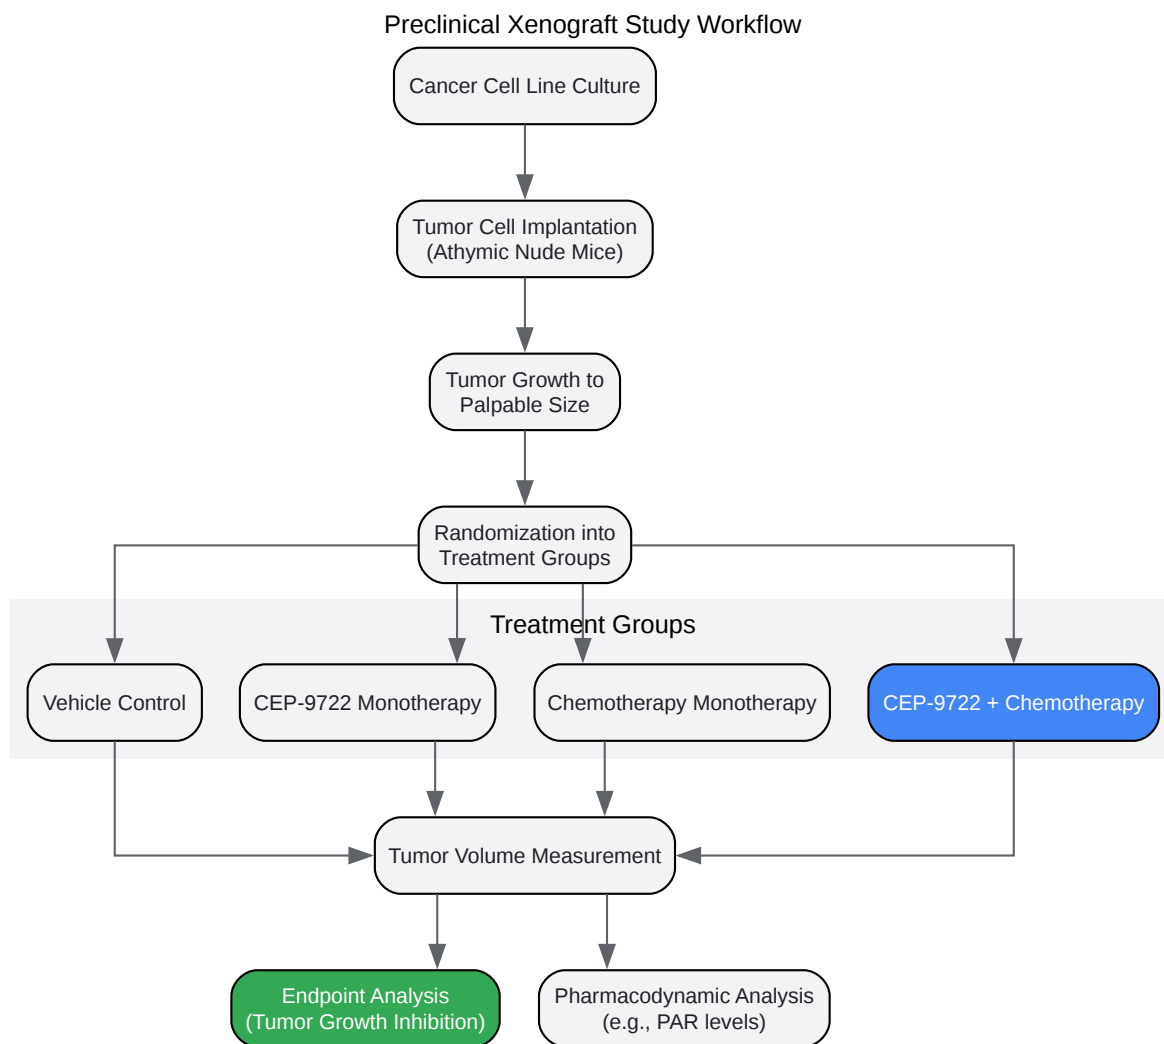 Preclinical Xenograft Study Workflow
Cancer Cell Line Culture
Tumor Cell Implantation
(Athymic Nude Mice)
Tumor Growth to
Palpable Size
Randomization into
Treatment Groups
Treatment Groups
Vehicle Control
CEP-9722 Monotherapy
Chemotherapy Monotherapy
CEP-9722 + Chemotherapy
Tumor Volume Measurement
Endpoint Analysis
(Tumor Growth Inhibition)
Pharmacodynamic Analysis
(e.g., PAR levels)